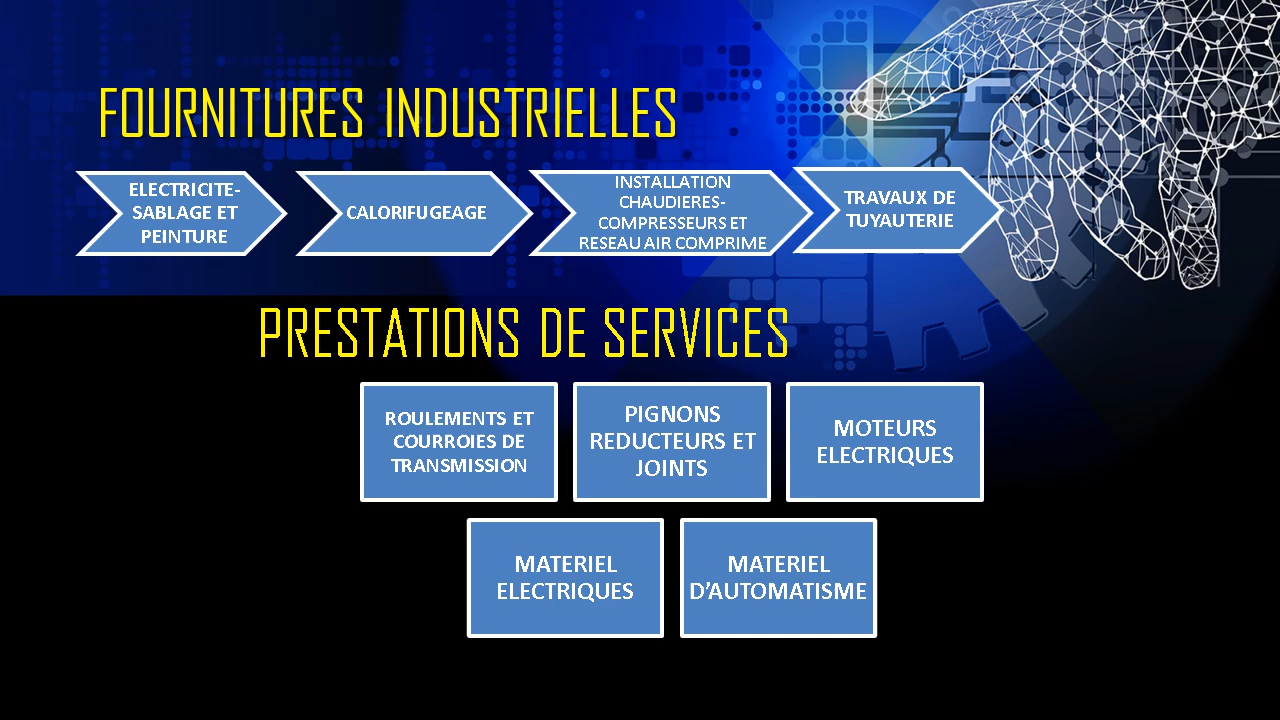 FOURNITURES INDUSTRIELLES
ELECTRICITE-
SABLAGE ET
PEINTURE
CALORIFUGEAGE
INSTALLATION
CHAUDIERES-
COMPRESSEURS ET
RESEAU AIR COMPRIME
TRAVAUX DE
TUYAUTERIE
PRESTATIONS DE SERVICES
ROULEMENTS ET
COURROIES DE
TRANSMISSION
PIGNONS
REDUCTEURS ET
JOINTS
MOTEURS
ELECTRIQUES
MATERIEL
ELECTRIQUES
MATERIEL
D’AUTOMATISME